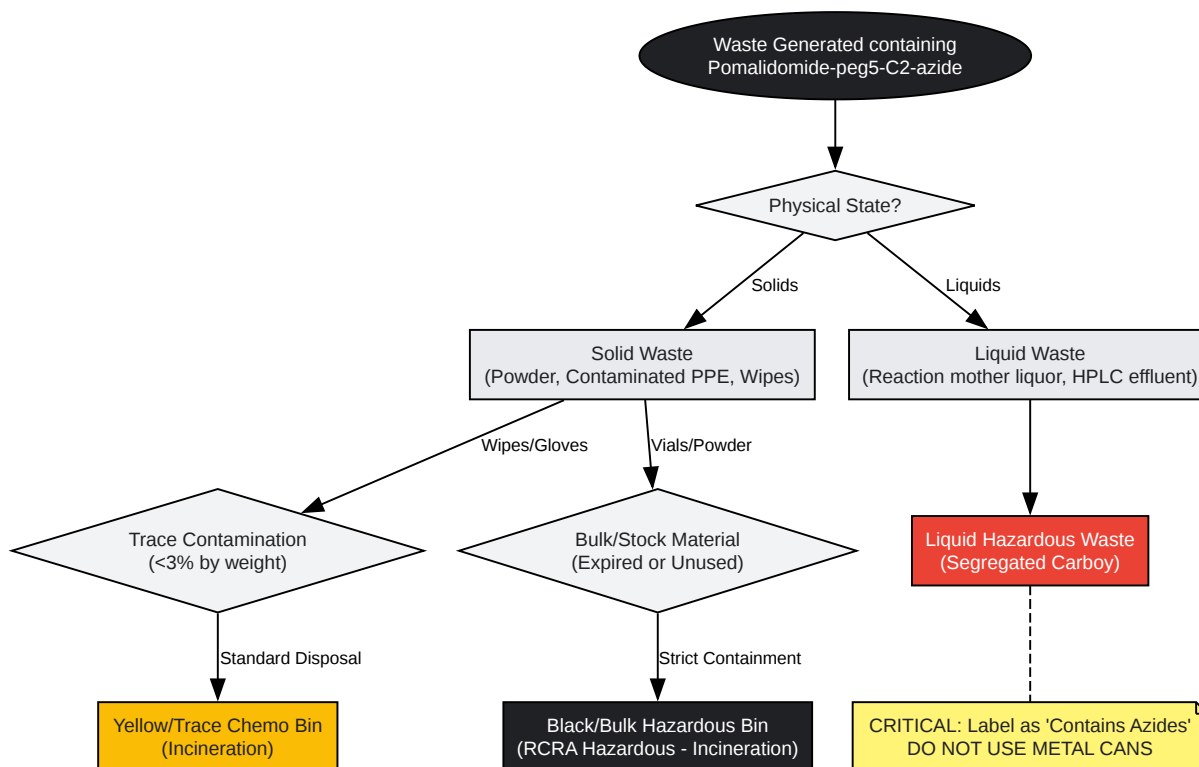 Waste Generated containing
Pomalidomide-peg5-C2-azide
Physical State?
Solids
Liquids
Solid Waste
(Powder, Contaminated PPE, Wipes)
Liquid Waste
(Reaction mother liquor, HPLC effluent)
Wipes/Gloves
Vials/Powder
Trace Contamination
(<3% by weight)
Bulk/Stock Material
(Expired or Unused)
Liquid Hazardous Waste
(Segregated Carboy)
Standard Disposal
Strict Containment
Yellow/Trace Chemo Bin
(Incineration)
Black/Bulk Hazardous Bin
(RCRA Hazardous - Incineration)
CRITICAL: Label as 'Contains Azides'
DO NOT USE METAL CANS